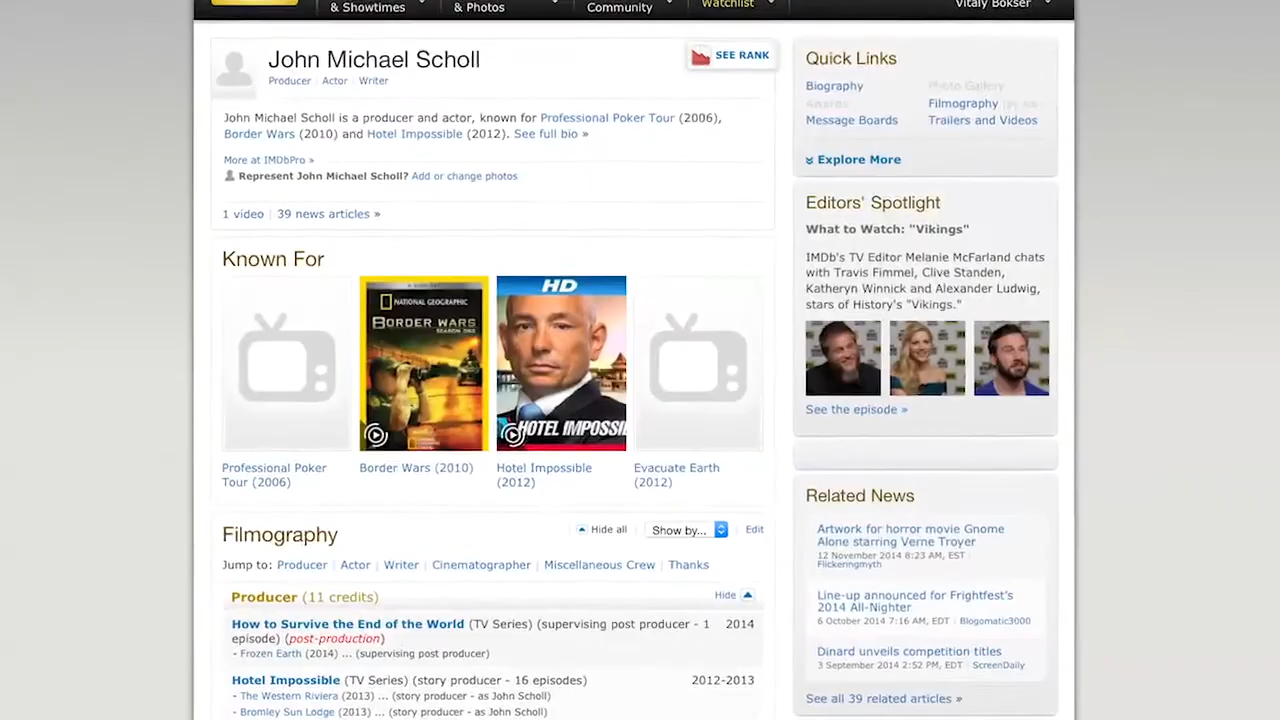 & Showtimes
& Photos
Community
Watchlist
Vitaly Bokser
John Michael Scholl
SEE RANK
Producer | Actor | Writer
John Michael Scholl is a producer and actor, known for Professional Poker Tour (2006),
Border Wars (2010) and Hotel Impossible (2012). See full bio »
More at IMDbPro »
Represent John Michael Scholl? Add or change photos
1 video | 39 news articles »
Known For
NATIONAL GEOGRAPHIC
BORDER WARS
SEASON ONE
NATIONAL
GEOGRAPHIC
HD
HOTEL IMPOSSI
Professional Poker
Tour (2006)
Border Wars (2010)
Hotel Impossible
(2012)
Evacuate Earth
(2012)
Filmography
Hide all | Show by... | Edit
Jump to: Producer | Actor | Writer | Cinematographer | Miscellaneous Crew | Thanks
Producer (11 credits)
Hide
How to Survive the End of the World (TV Series) (supervising post producer - 1 2014
episode) (post-production)
- Frozen Earth (2014) ... (supervising post producer)
Hotel Impossible (TV Series) (story producer - 16 episodes) 2012-2013
- The Western Riviera (2013) ... (story producer - as John Scholl)
- Bromley Sun Lodge (2013) ... (story producer - as John Scholl)
Quick Links
Biography
Photo Gallery
Awards
Filmography
Message Boards
Trailers and Videos
Explore More
Editors' Spotlight
What to Watch: "Vikings"
IMDb's TV Editor Melanie McFarland chats
with Travis Fimmel, Clive Standen,
Katheryn Winnick and Alexander Ludwig,
stars of History's "Vikings."
See the episode »
Related News
Artwork for horror movie Gnome
Alone starring Verne Troyer
12 November 2014 8:23 AM, EST |
Flickeringmyth
Line-up announced for Frightfest's
2014 All-Nighter
6 October 2014 7:16 AM, EDT | Blogomatic3000
Dinard unveils competition titles
3 September 2014 2:52 PM, EDT | ScreenDaily
See all 39 related articles »